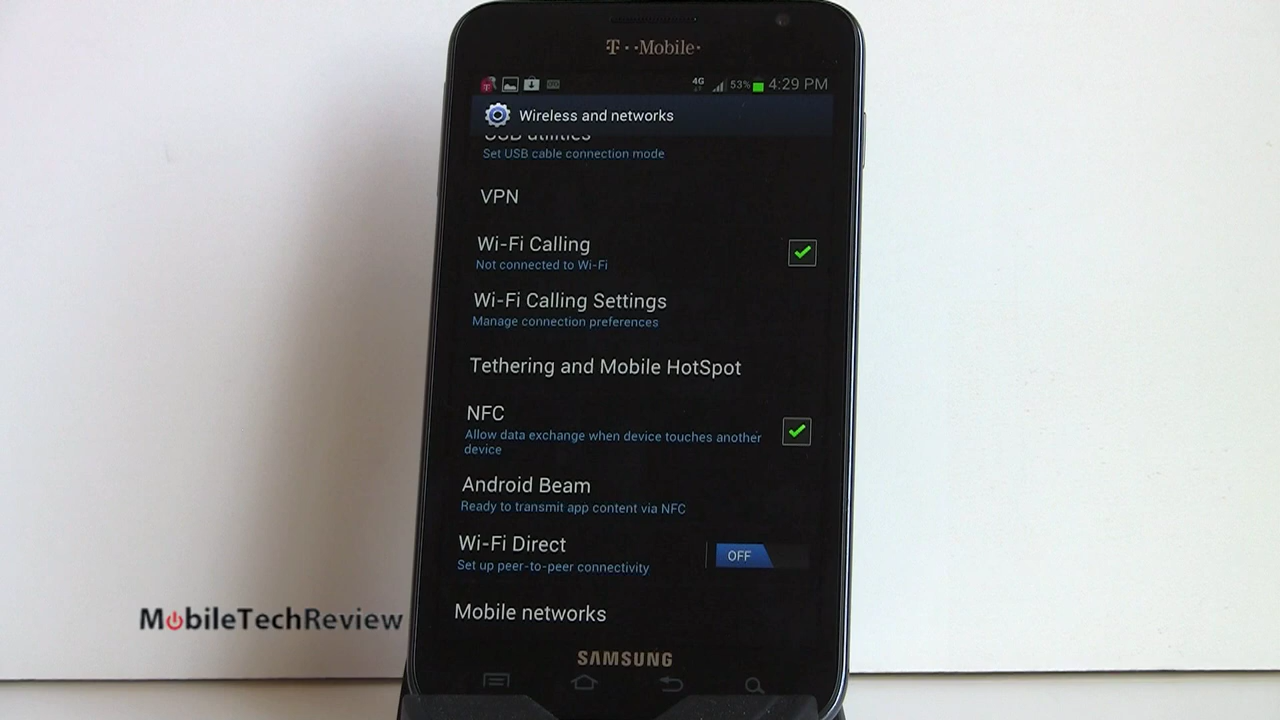 T··Mobile·
4G 53% 4:29 PM
Wireless and networks
USB utilities
Set USB cable connection mode
VPN
Wi-Fi Calling
Not connected to Wi-Fi
Wi-Fi Calling Settings
Manage connection preferences
Tethering and Mobile HotSpot
NFC
Allow data exchange when device touches another
device
Android Beam
Ready to transmit app content via NFC
Wi-Fi Direct
OFF
Set up peer-to-peer connectivity
Mobile networks
MobileTechReview
SAMSUNG